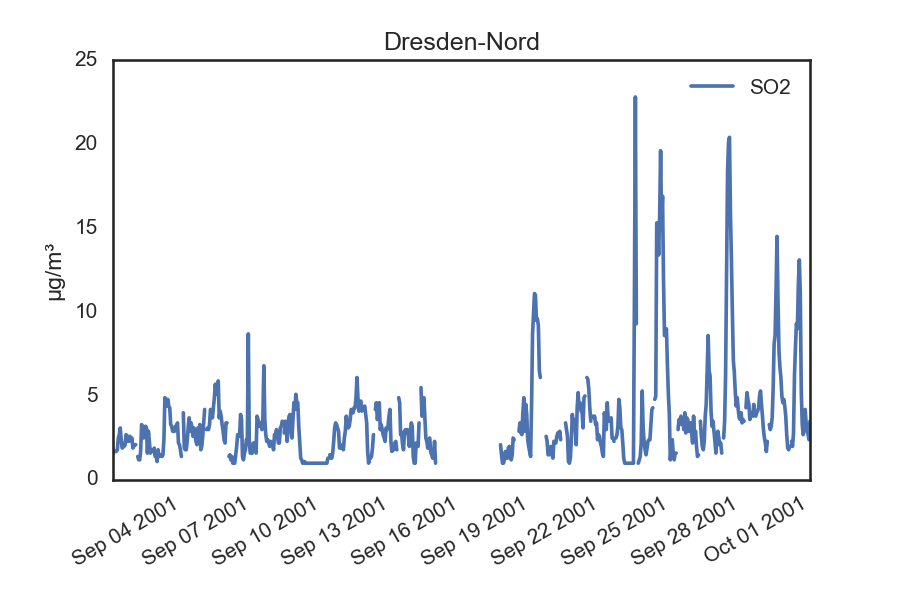 Dresden-Nord
SO2
µg/m³
25
20
15
10
5
0
Sep 04 2001
Sep 07 2001
Sep 10 2001
Sep 13 2001
Sep 16 2001
Sep 19 2001
Sep 22 2001
Sep 25 2001
Sep 28 2001
Oct 01 2001